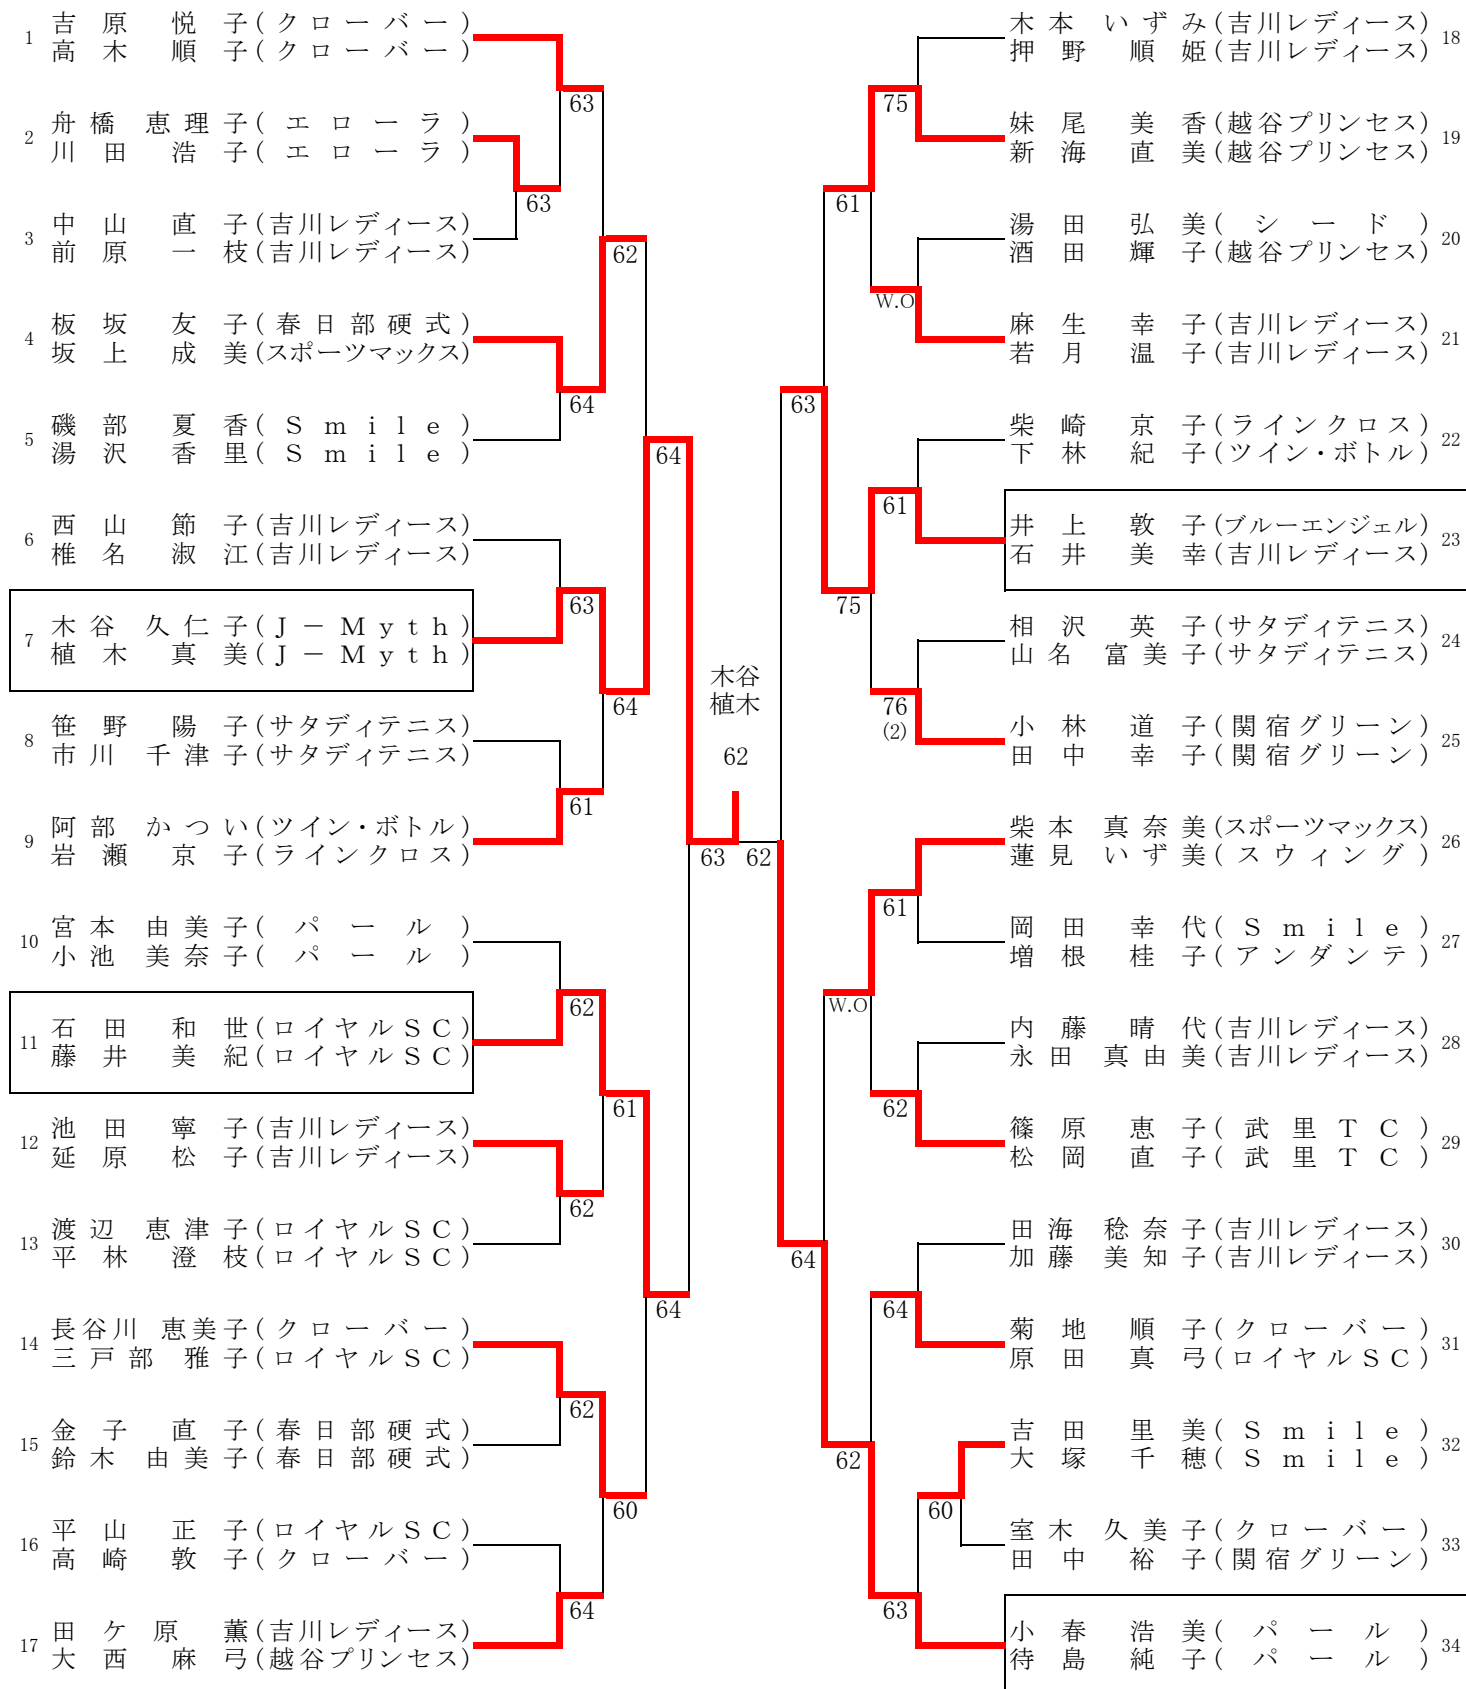 1 吉原 悦子(クローバー)
高木 順子(クローバー)
63
2 舟橋 恵理子(エローラ)
川田 浩子(エローラ)
63
3 中山 直子(吉川レディース)
前原 一枝(吉川レディース)
62
4 板坂 友子(春日部硬式)
坂上 成美(スポーツマックス)
64
5 磯部 夏香(Smile)
湯沢 香里(Smile)
64
6 西山 節子(吉川レディース)
椎名 淑江(吉川レディース)
63
7 木谷 久仁子(J-Myth)
植木 真美(J-Myth)
64
8 笹野 陽子(サタディテニス)
市川 千津子(サタディテニス)
61
9 阿部 かつい(ツイン・ボトル)
岩瀬 京子(ラインクロス)
63
10 宮本 由美子(パール)
小池 美奈子(パール)
62
11 石田 和世(ロイヤルSC)
藤井 美紀(ロイヤルSC)
61
12 池田 寧子(吉川レディース)
延原 松子(吉川レディース)
62
13 渡辺 恵津子(ロイヤルSC)
平林 澄枝(ロイヤルSC)
64
14 長谷川 恵美子(クローバー)
三戸部 雅子(ロイヤルSC)
62
15 金子 直子(春日部硬式)
鈴木 由美子(春日部硬式)
60
16 平山 正子(ロイヤルSC)
高崎 敦子(クローバー)
64
17 田ケ原 薫(吉川レディース)
大西 麻弓(越谷プリンセス)
木谷
植木
62
木本 いずみ(吉川レディース) 18
押野 順姫(吉川レディース)
75
妹尾 美香(越谷プリンセス) 19
新海 直美(越谷プリンセス)
61
湯田 弘美(シード) 20
酒田 輝子(越谷プリンセス)
W.O
麻生 幸子(吉川レディース) 21
若月 温子(吉川レディース)
63
柴崎 京子(ラインクロス) 22
下林 紀子(ツイン・ボトル)
61
井上 敦子(ブルーエンジェル) 23
石井 美幸(吉川レディース)
75
相沢 英子(サタディテニス) 24
山名 富美子(サタディテニス)
76
(2)
小林 道子(関宿グリーン) 25
田中 幸子(関宿グリーン)
62
柴本 真奈美(スポーツマックス) 26
蓮見 いず美(スウィング)
61
岡田 幸代(Smile) 27
増根 桂子(アンダンテ)
W.O
内藤 晴代(吉川レディース) 28
永田 真由美(吉川レディース)
62
篠原 恵子(武里TC) 29
松岡 直子(武里TC)
64
田海 稔奈子(吉川レディース) 30
加藤 美知子(吉川レディース)
64
菊地 順子(クローバー) 31
原田 真弓(ロイヤルSC)
62
吉田 里美(Smile) 32
大塚 千穂(Smile)
60
室木 久美子(クローバー) 33
田中 裕子(関宿グリーン)
63
小春 浩美(パール) 34
待島 純子(パール)